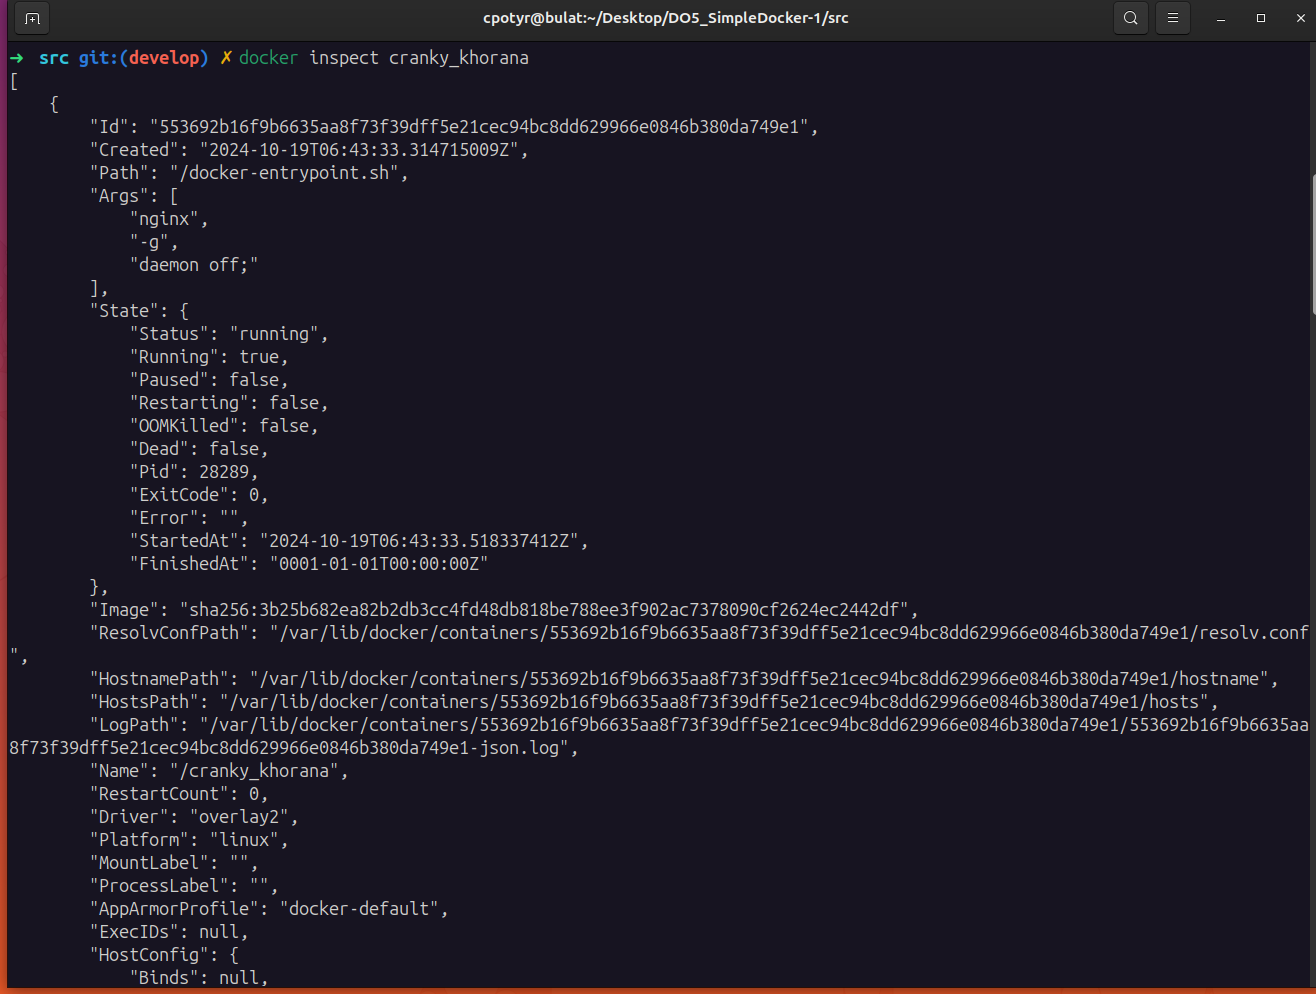 cpotyr@bulat:~/Desktop/DO5_SimpleDocker-1/src
→ src git:(develop) ✗ docker inspect cranky_khorana
[
    {
        "Id": "553692b16f9b6635aa8f73f39dff5e21cec94bc8dd629966e0846b380da749e1",
        "Created": "2024-10-19T06:43:33.314715009Z",
        "Path": "/docker-entrypoint.sh",
        "Args": [
            "nginx",
            "-g",
            "daemon off;"
        ],
        "State": {
            "Status": "running",
            "Running": true,
            "Paused": false,
            "Restarting": false,
            "OOMKilled": false,
            "Dead": false,
            "Pid": 28289,
            "ExitCode": 0,
            "Error": "",
            "StartedAt": "2024-10-19T06:43:33.518337412Z",
            "FinishedAt": "0001-01-01T00:00:00Z"
        },
        "Image": "sha256:3b25b682ea82b2db3cc4fd48db818be788ee3f902ac7378090cf2624ec2442df",
        "ResolvConfPath": "/var/lib/docker/containers/553692b16f9b6635aa8f73f39dff5e21cec94bc8dd629966e0846b380da749e1/resolv.conf
",
        "HostnamePath": "/var/lib/docker/containers/553692b16f9b6635aa8f73f39dff5e21cec94bc8dd629966e0846b380da749e1/hostname",
        "HostsPath": "/var/lib/docker/containers/553692b16f9b6635aa8f73f39dff5e21cec94bc8dd629966e0846b380da749e1/hosts",
        "LogPath": "/var/lib/docker/containers/553692b16f9b6635aa8f73f39dff5e21cec94bc8dd629966e0846b380da749e1/553692b16f9b6635aa
8f73f39dff5e21cec94bc8dd629966e0846b380da749e1-json.log",
        "Name": "/cranky_khorana",
        "RestartCount": 0,
        "Driver": "overlay2",
        "Platform": "linux",
        "MountLabel": "",
        "ProcessLabel": "",
        "AppArmorProfile": "docker-default",
        "ExecIDs": null,
        "HostConfig": {
            "Binds": null,